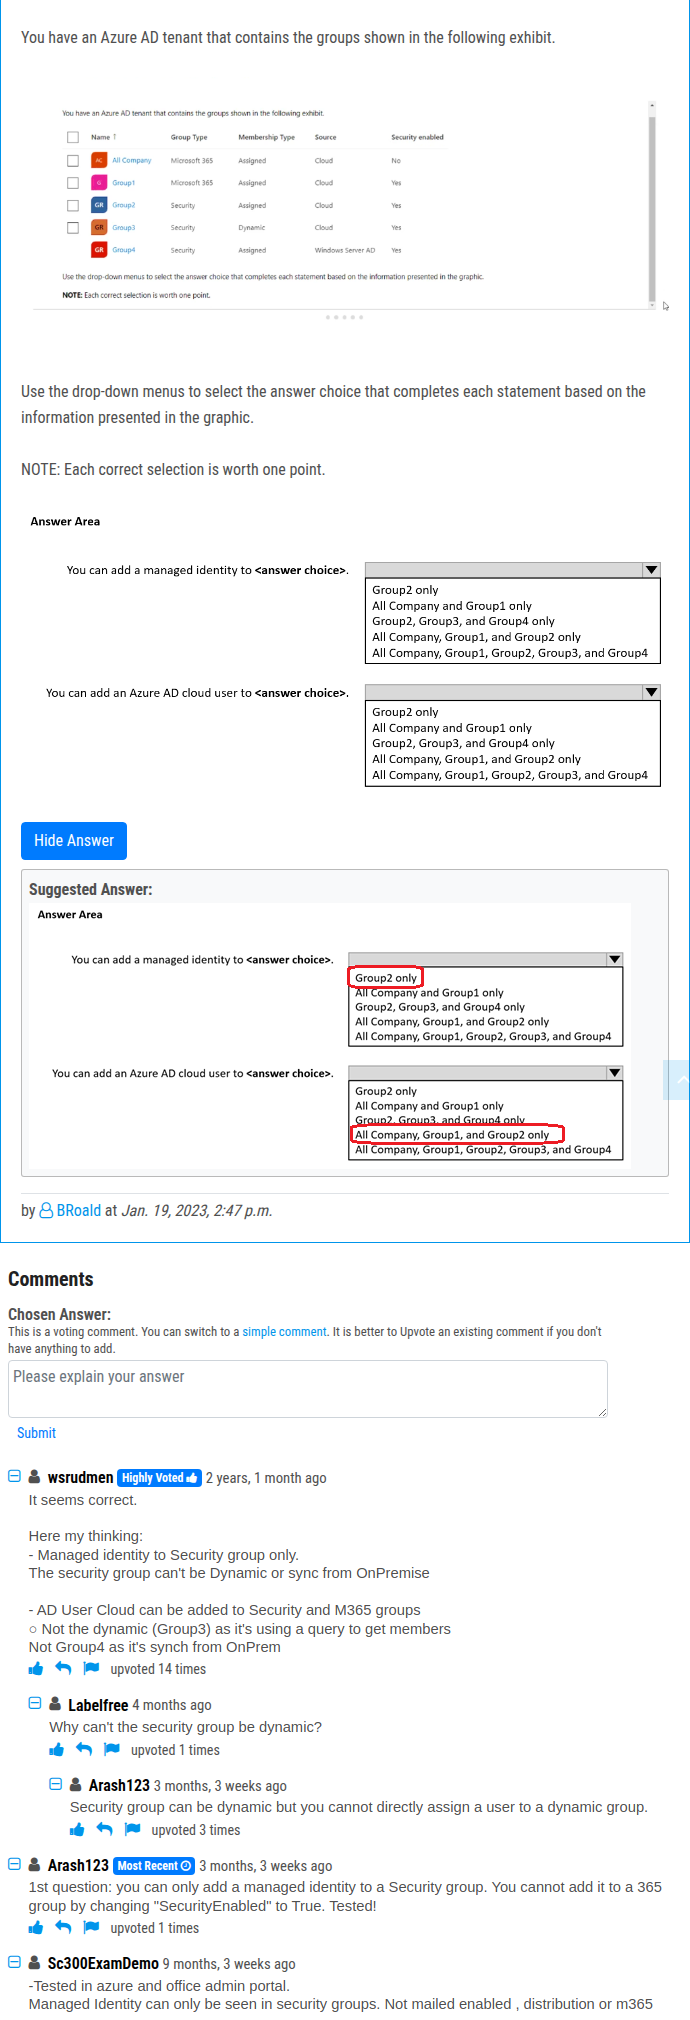 You have an Azure AD tenant that contains the groups shown in the following exhibit.
You have an Azure AD tenant that contains the groups shown in the following exhibit.
Name ↑ Group Type Membership Type Source Security enabled
AC All Company Microsoft 365 Assigned Cloud No
G Group1 Microsoft 365 Assigned Cloud Yes
GR Group2 Security Assigned Cloud Yes
GR Group3 Security Dynamic Cloud Yes
GR Group4 Security Assigned Windows Server AD Yes
Use the drop-down menus to select the answer choice that completes each statement based on the information presented in the graphic.
NOTE: Each correct selection is worth one point.
Use the drop-down menus to select the answer choice that completes each statement based on the
information presented in the graphic.
NOTE: Each correct selection is worth one point.
Answer Area
You can add a managed identity to <answer choice>.
Group2 only
All Company and Group1 only
Group2, Group3, and Group4 only
All Company, Group1, and Group2 only
All Company, Group1, Group2, Group3, and Group4
You can add an Azure AD cloud user to <answer choice>.
Group2 only
All Company and Group1 only
Group2, Group3, and Group4 only
All Company, Group1, and Group2 only
All Company, Group1, Group2, Group3, and Group4
Hide Answer
Suggested Answer:
Answer Area
You can add a managed identity to <answer choice>.
Group2 only
All Company and Group1 only
Group2, Group3, and Group4 only
All Company, Group1, and Group2 only
All Company, Group1, Group2, Group3, and Group4
You can add an Azure AD cloud user to <answer choice>.
Group2 only
All Company and Group1 only
Group2, Group3, and Group4 only
All Company, Group1, and Group2 only
All Company, Group1, Group2, Group3, and Group4
by BRoald at Jan. 19, 2023, 2:47 p.m.
Comments
Chosen Answer:
This is a voting comment. You can switch to a simple comment. It is better to Upvote an existing comment if you don't
have anything to add.
Please explain your answer
Submit
wsrudmen Highly Voted 2 years, 1 month ago
It seems correct.
Here my thinking:
- Managed identity to Security group only.
The security group can't be Dynamic or sync from OnPremise
- AD User Cloud can be added to Security and M365 groups
○ Not the dynamic (Group3) as it's using a query to get members
Not Group4 as it's synch from OnPrem
upvoted 14 times
Labelfree 4 months ago
Why can't the security group be dynamic?
upvoted 1 times
Arash123 3 months, 3 weeks ago
Security group can be dynamic but you cannot directly assign a user to a dynamic group.
upvoted 3 times
Arash123 Most Recent 3 months, 3 weeks ago
1st question: you can only add a managed identity to a Security group. You cannot add it to a 365
group by changing "SecurityEnabled" to True. Tested!
upvoted 1 times
Sc300ExamDemo 9 months, 3 weeks ago
-Tested in azure and office admin portal.
Managed Identity can only be seen in security groups. Not mailed enabled , distribution or m365